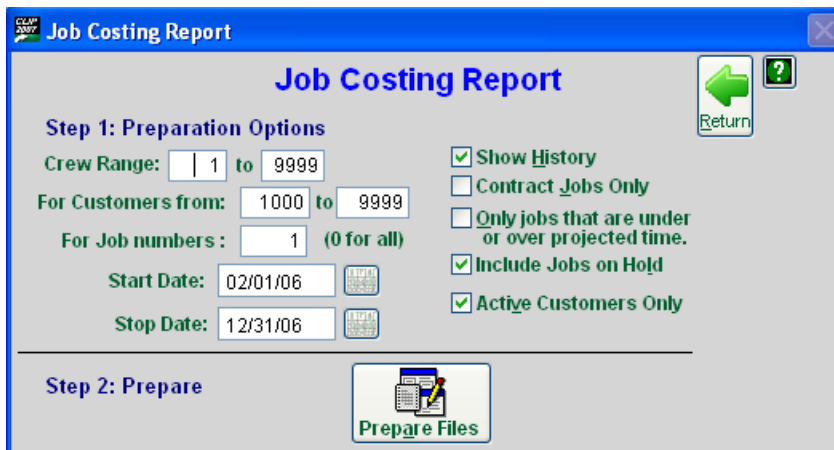 CLIP 2007 Job Costing Report
Job Costing Report
?
Return
Step 1: Preparation Options
Crew Range: 1 to 9999
Show History
For Customers from: 1000 to 9999
Contract Jobs Only
Only jobs that are under
or over projected time.
For Job numbers : 1 (0 for all)
Include Jobs on Hold
Start Date: 02/01/06
Active Customers Only
Stop Date: 12/31/06
Step 2: Prepare
Prepare Files